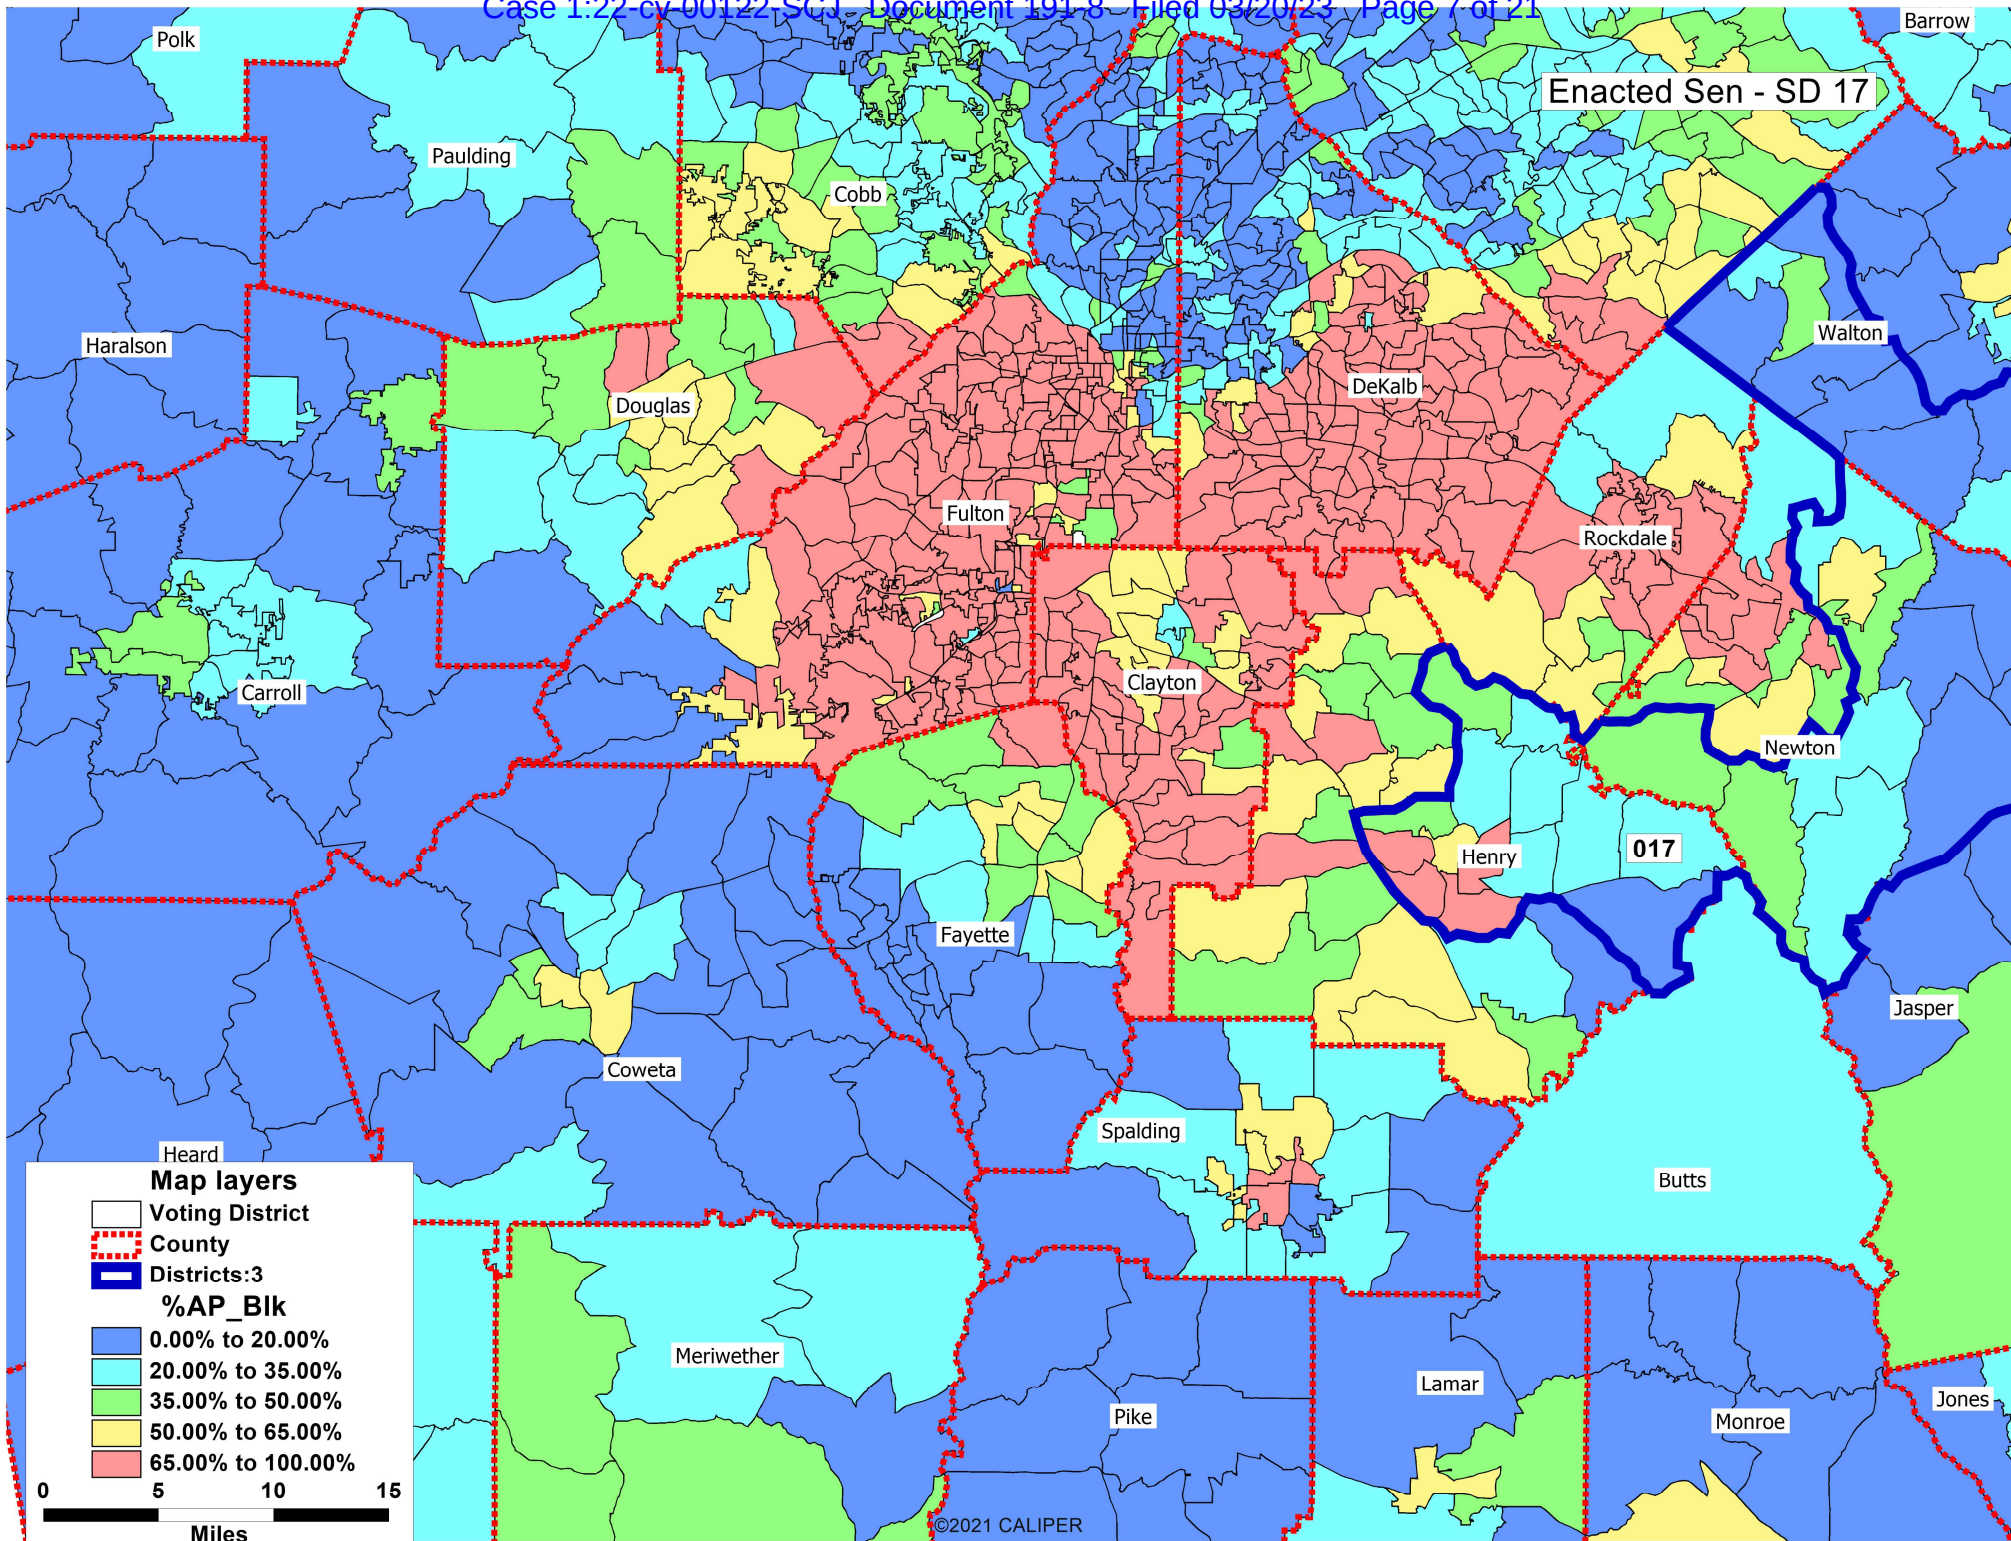 Case 1:22-cv-00122-SCJ Document 191-8 Filed 03/20/23 Page 7 of 21
Barrow
Polk
Enacted Sen - SD 17
Paulding
Cobb
Walton
Haralson
DeKalb
Douglas
Fulton
Rockdale
Clayton
Carroll
Newton
017
Henry
Fayette
Jasper
Coweta
Spalding
Heard
Butts
Map layers
Voting District
County
Districts:3
%AP_Blk
0.00% to 20.00%
20.00% to 35.00%
35.00% to 50.00%
50.00% to 65.00%
65.00% to 100.00%
0 5 10 15
Miles
Meriwether
Lamar
Jones
Pike
Monroe
©2021 CALIPER